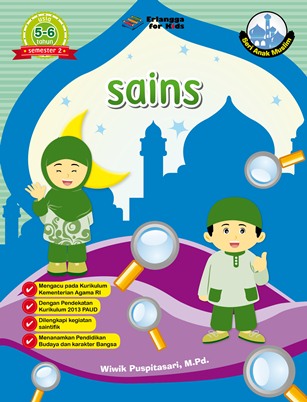 Erlangga
for Kids
usia
5-6
tahun
semester 2
Seri Anak Muslim
sains
Mengacu pada Kurikulum
Kementerian Agama RI
Dengan Pendekatan
Kurikulum 2013 PAUD
Dilengkapi kegiatan
saintifik
Menanamkan Pendidikan
Budaya dan karakter Bangsa
Wiwik Puspitasari, M.Pd.